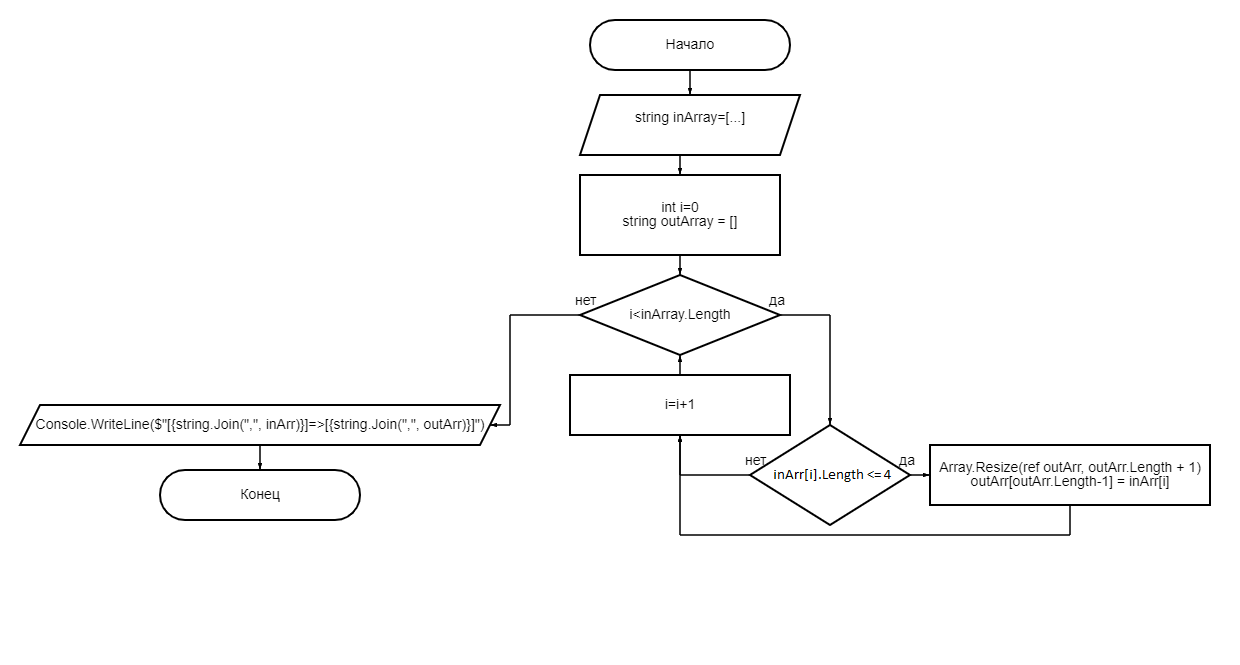 Начало
string inArray=[...]
int i=0
string outArray = []
нет
да
i<inArray.Length
i=i+1
Console.WriteLine($"[{string.Join(",", inArr)}]=>[{string.Join(",", outArr)}]")
Конец
нет
да
inArr[i].Length <=4
Array.Resize(ref outArr, outArr.Length + 1)
outArr[outArr.Length-1] = inArr[i]